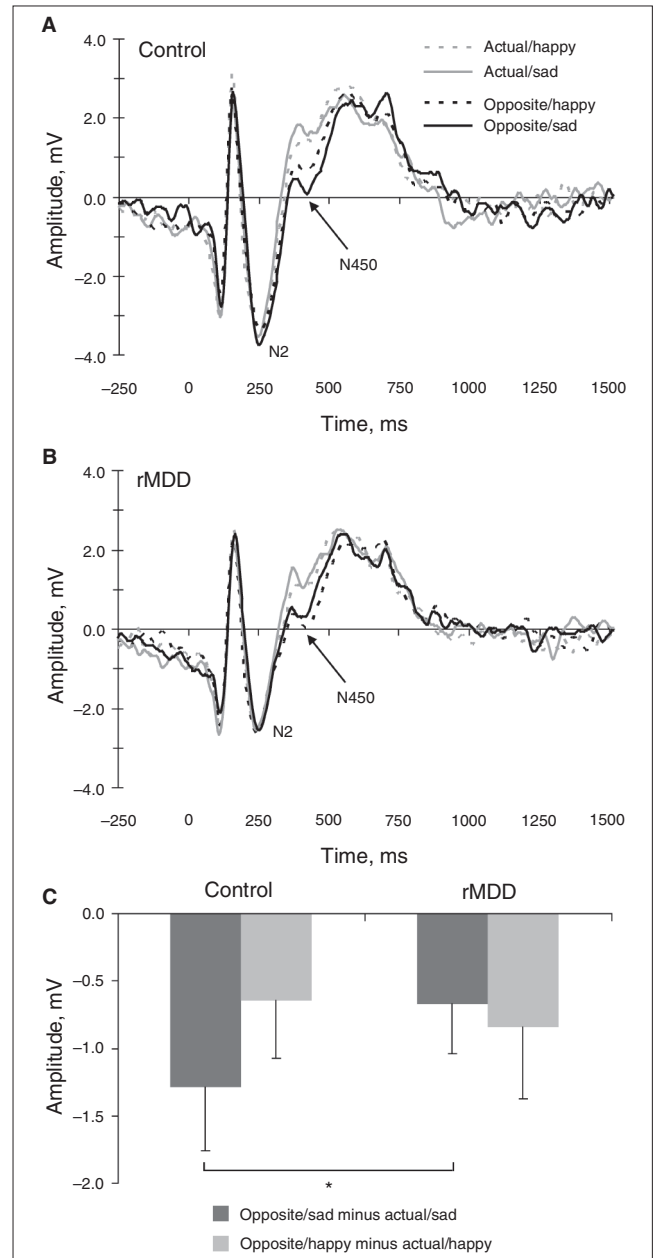 A
Control
4.0
2.0
0.0
−2.0
−4.0
Amplitude, mV
Actual/happy
Actual/sad
Opposite/happy
Opposite/sad
N450
N2
−250 0 250 500 750 1000 1250 1500
Time, ms
B
rMDD
4.0
2.0
0.0
−2.0
−4.0
Amplitude, mV
N450
N2
−250 0 250 500 750 1000 1250 1500
Time, ms
C
Control rMDD
0.0
−0.5
−1.0
−1.5
−2.0
Amplitude, mV
*
Opposite/sad minus actual/sad
Opposite/happy minus actual/happy